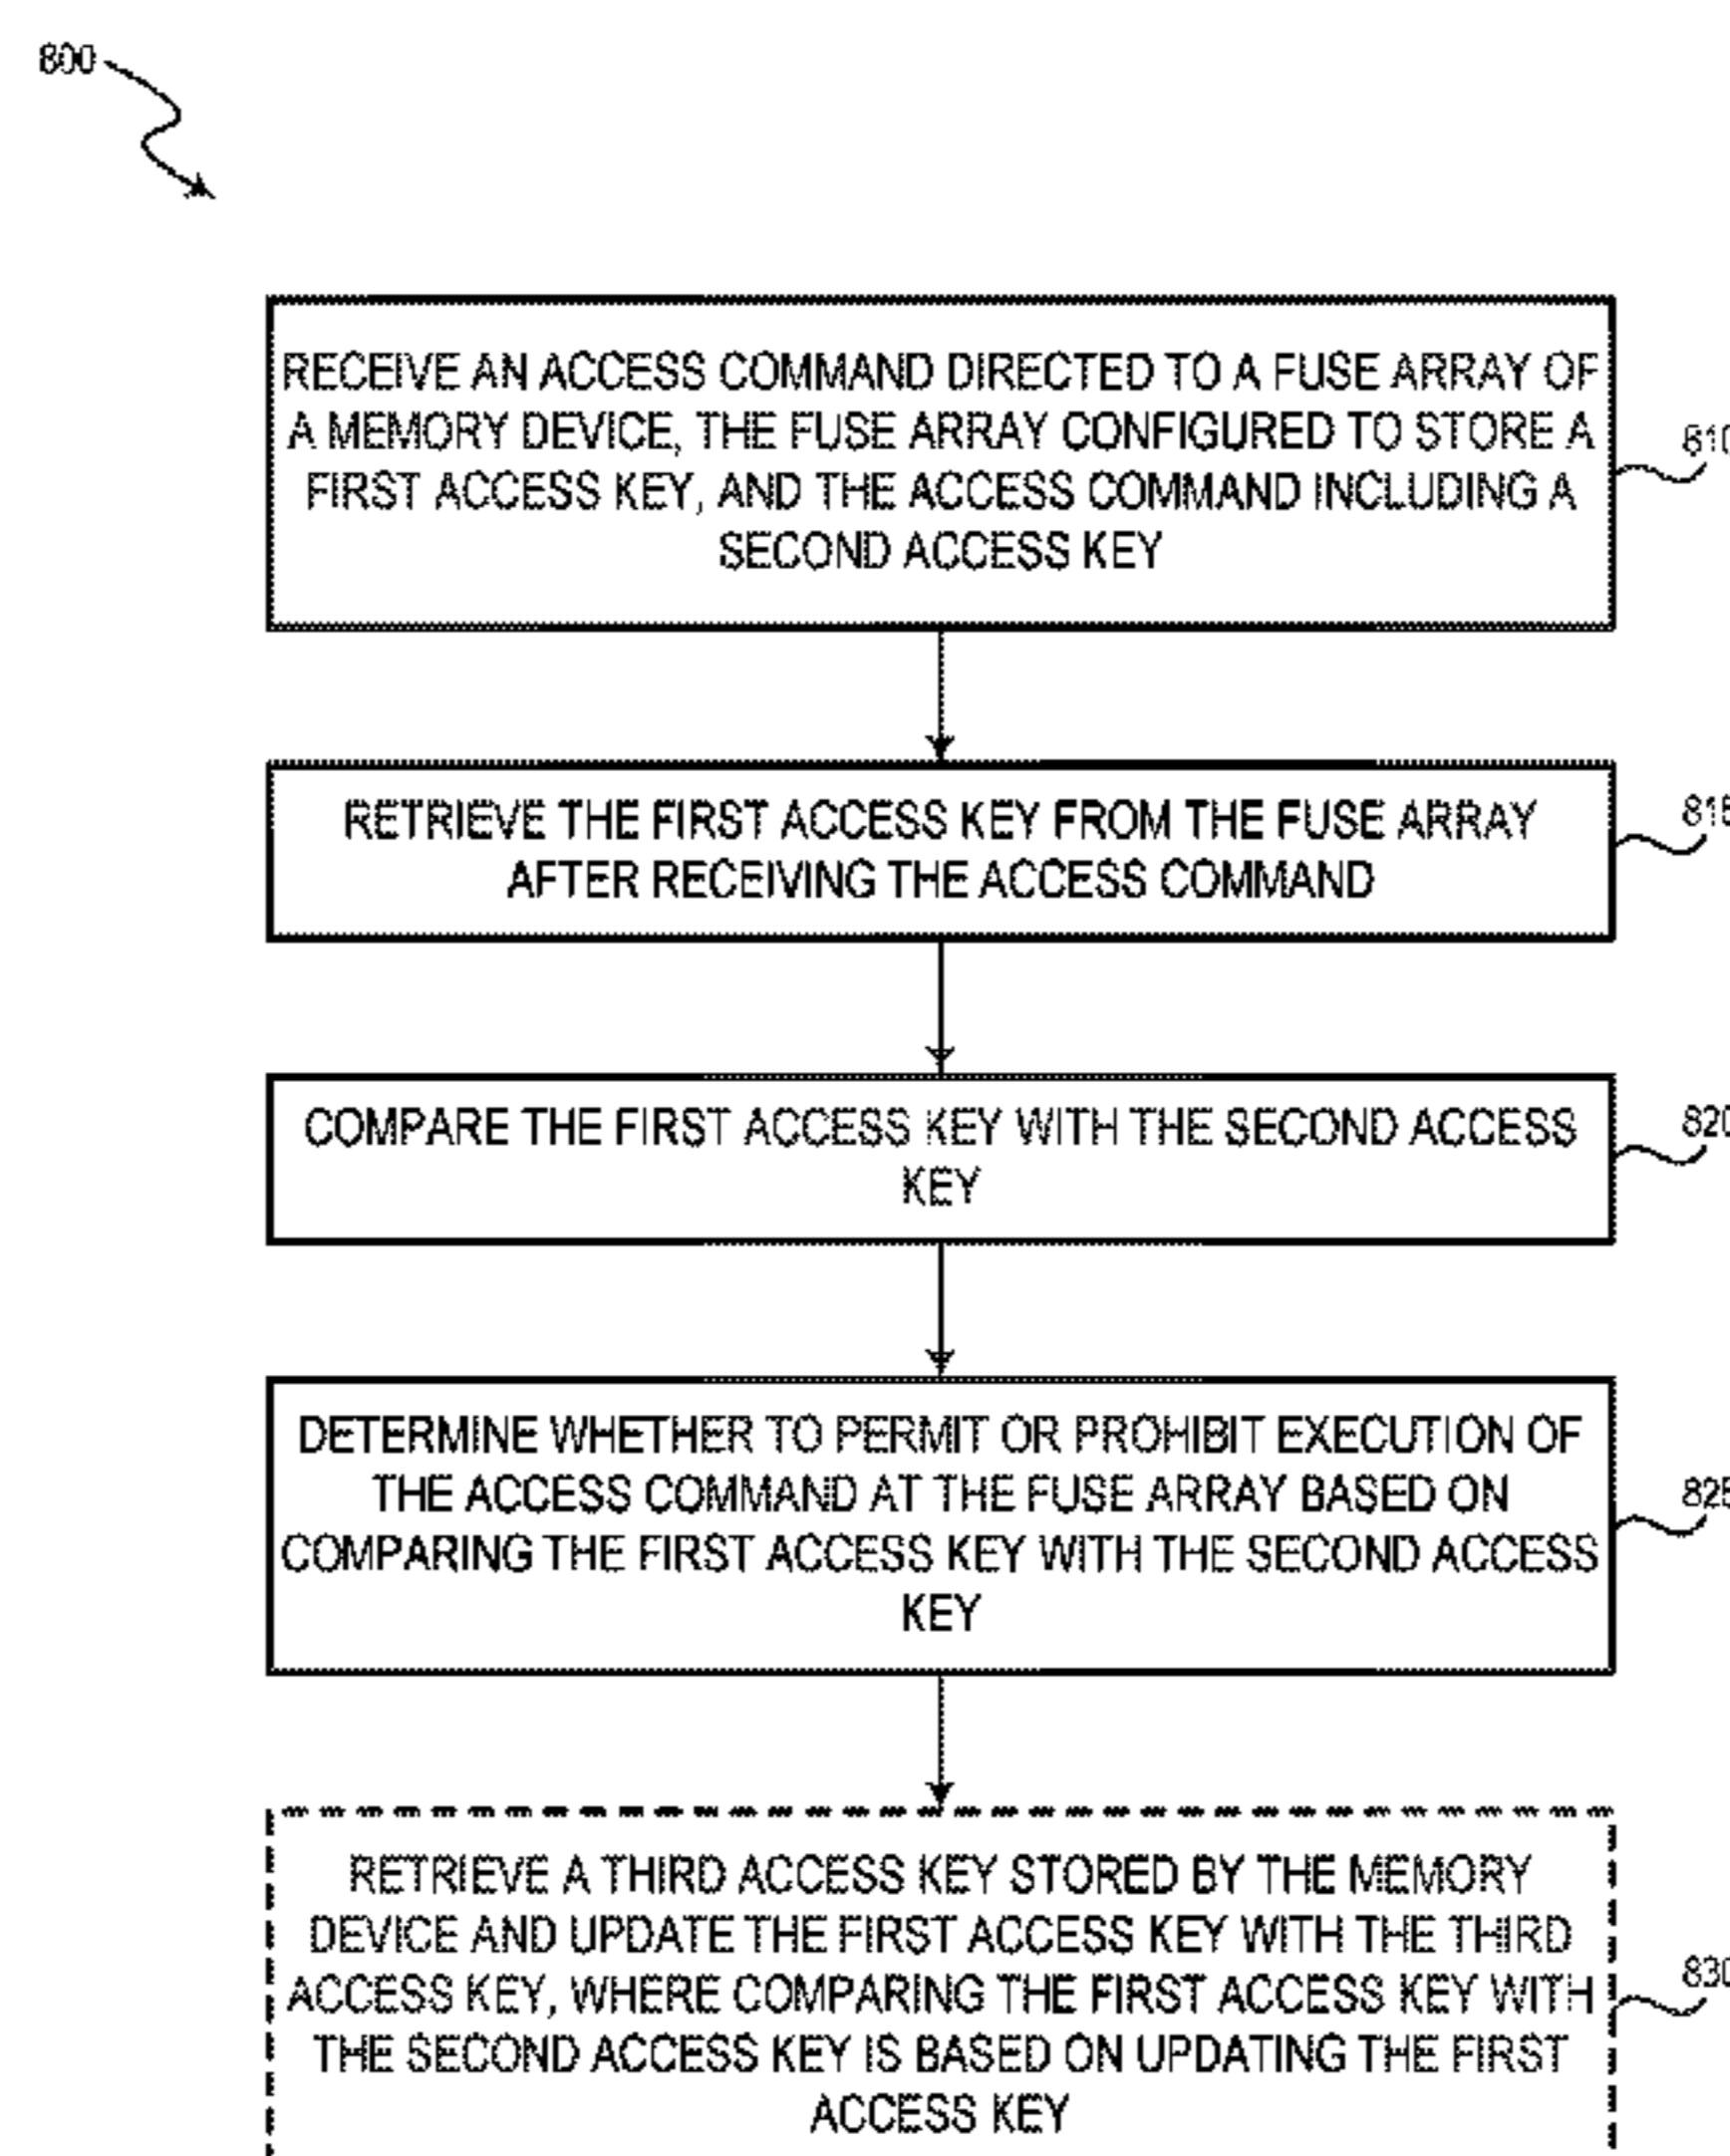 800
RECEIVE AN ACCESS COMMAND DIRECTED TO A FUSE ARRAY OF
A MEMORY DEVICE, THE FUSE ARRAY CONFIGURED TO STORE A
FIRST ACCESS KEY, AND THE ACCESS COMMAND INCLUDING A
SECOND ACCESS KEY
810
RETRIEVE THE FIRST ACCESS KEY FROM THE FUSE ARRAY
AFTER RECEIVING THE ACCESS COMMAND
815
COMPARE THE FIRST ACCESS KEY WITH THE SECOND ACCESS
KEY
820
DETERMINE WHETHER TO PERMIT OR PROHIBIT EXECUTION OF
THE ACCESS COMMAND AT THE FUSE ARRAY BASED ON
COMPARING THE FIRST ACCESS KEY WITH THE SECOND ACCESS
KEY
825
RETRIEVE A THIRD ACCESS KEY STORED BY THE MEMORY
DEVICE AND UPDATE THE FIRST ACCESS KEY WITH THE THIRD
ACCESS KEY, WHERE COMPARING THE FIRST ACCESS KEY WITH
THE SECOND ACCESS KEY IS BASED ON UPDATING THE FIRST
ACCESS KEY
830